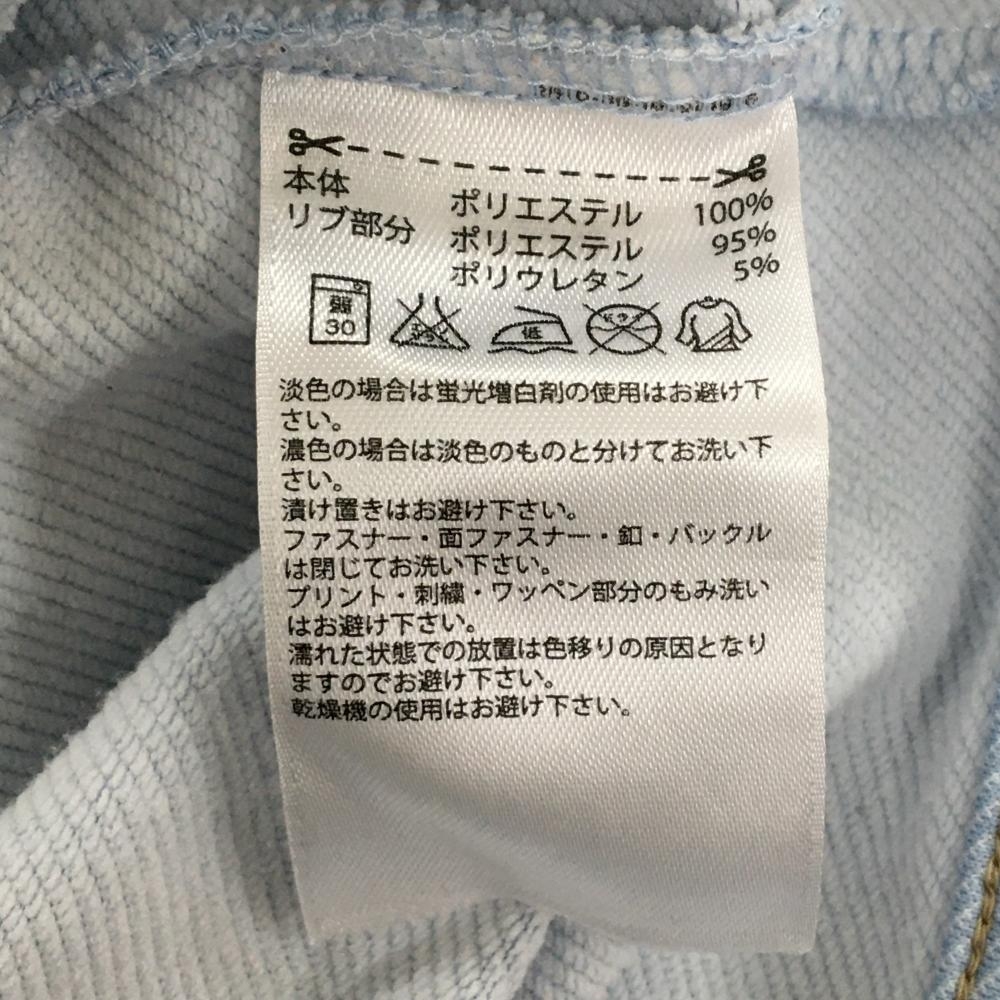 本体 ポリエステル 100%
リブ部分 ポリエステル 95%
ポリウレタン 5%
弱
30
低
淡色の場合は蛍光増白剤の使用はお避け下
さい。
濃色の場合は淡色のものと分けてお洗い下
さい。
漬け置きはお避け下さい。
ファスナー・面ファスナー・釦・バックル
は閉じてお洗い下さい。
プリント・刺繍・ワッペン部分のもみ洗い
はお避け下さい。
濡れた状態での放置は色移りの原因となり
ますのでお避け下さい。
乾燥機の使用はお避け下さい。